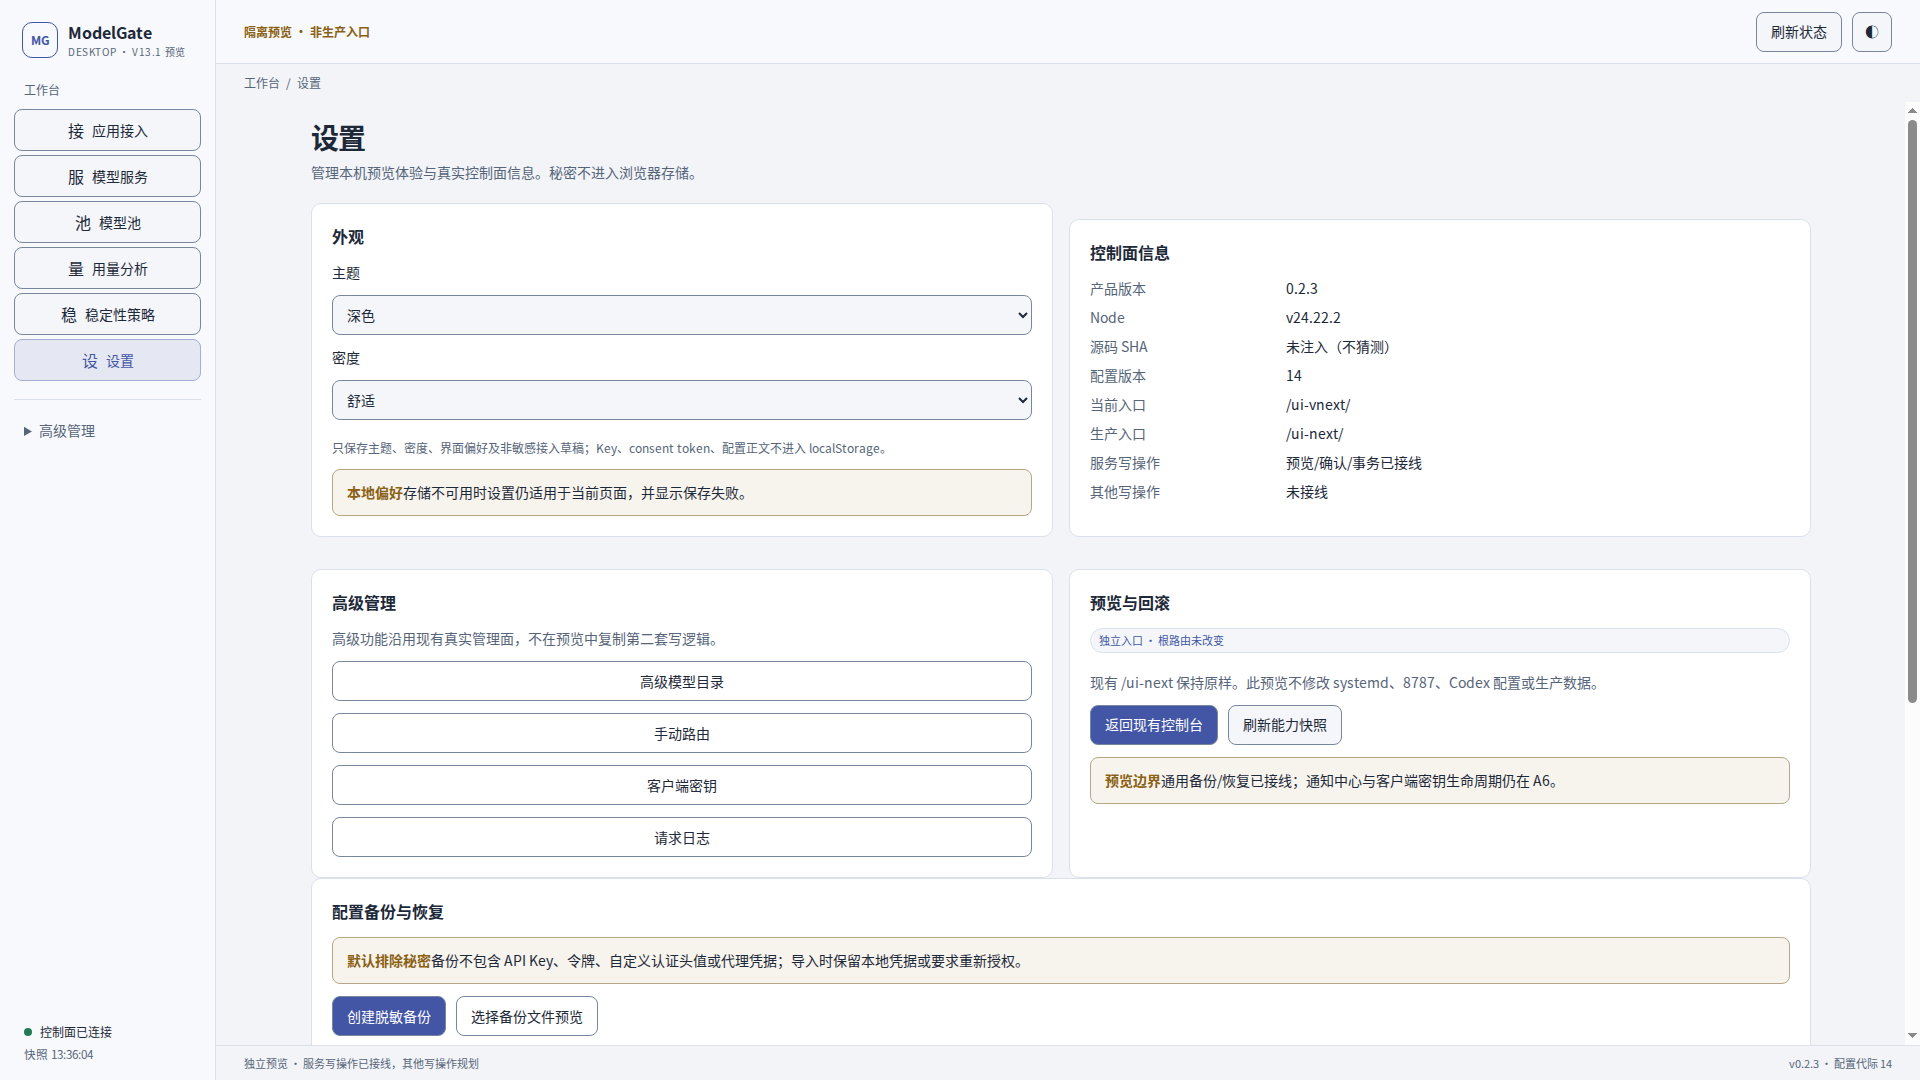 MG
ModelGate
DESKTOP · V13.1 预览
工作台
接 应用接入
服 模型服务
池 模型池
量 用量分析
稳 稳定性策略
设 设置
▶ 高级管理
控制面已连接
快照 13:36:04
隔离预览 · 非生产入口
刷新状态
工作台 / 设置
设置
管理本机预览体验与真实控制面信息。秘密不进入浏览器存储。
外观
主题
深色
密度
舒适
只保存主题、密度、界面偏好及非敏感接入草稿；Key、consent token、配置正文不进入 localStorage。
本地偏好存储不可用时设置仍适用于当前页面，并显示保存失败。
控制面信息
产品版本 0.2.3
Node v24.22.2
源码 SHA 未注入（不猜测）
配置版本 14
当前入口 /ui-vnext/
生产入口 /ui-next/
服务写操作 预览/确认/事务已接线
其他写操作 未接线
高级管理
高级功能沿用现有真实管理面，不在预览中复制第二套写逻辑。
高级模型目录
手动路由
客户端密钥
请求日志
预览与回滚
独立入口 · 根路由未改变
现有 /ui-next 保持原样。此预览不修改 systemd、8787、Codex 配置或生产数据。
返回现有控制台
刷新能力快照
预览边界通用备份/恢复已接线；通知中心与客户端密钥生命周期仍在 A6。
配置备份与恢复
默认排除秘密备份不包含 API Key、令牌、自定义认证头值或代理凭据；导入时保留本地凭据或要求重新授权。
创建脱敏备份
选择备份文件预览
独立预览 · 服务写操作已接线，其他写操作规划
v0.2.3 · 配置代际 14